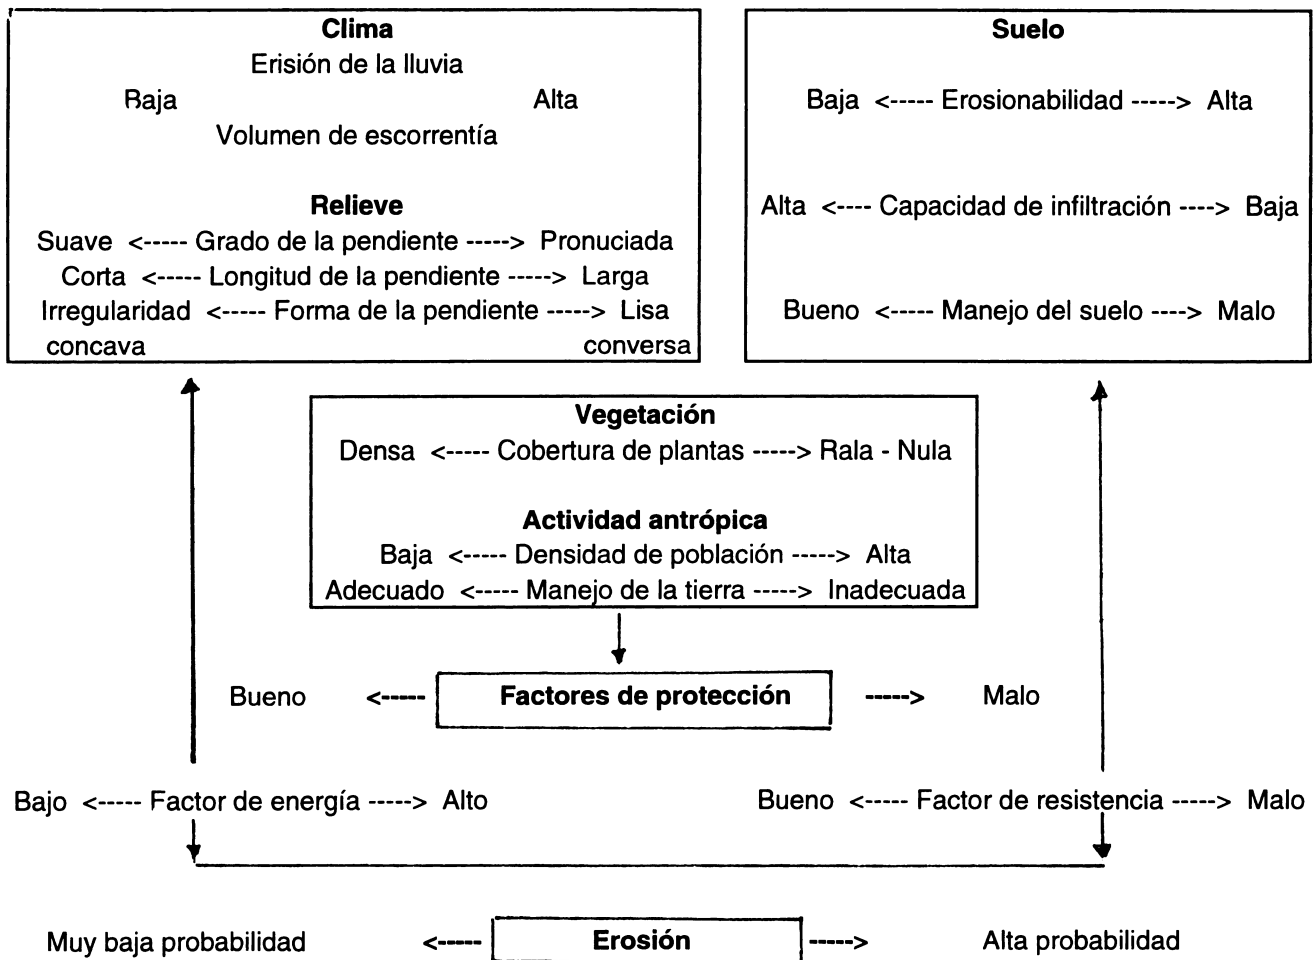 Clima
Erisión de la lluvia
Baja Alta
Volumen de escorrentía
Relieve
Suave <----- Grado de la pendiente -----> Pronuciada
Corta <----- Longitud de la pendiente -----> Larga
Irregularidad <----- Forma de la pendiente -----> Lisa
concava conversa
Suelo
Baja <----- Erosionabilidad -----> Alta
Alta <---- Capacidad de infiltración ----> Baja
Bueno <----- Manejo del suelo ----> Malo
Vegetación
Densa <----- Cobertura de plantas -----> Rala - Nula
Actividad antrópica
Baja <----- Densidad de población -----> Alta
Adecuado <----- Manejo de la tierra -----> Inadecuada
Bueno <----- Factores de protección -----> Malo
Bajo <----- Factor de energía -----> Alto
Bueno <----- Factor de resistencia -----> Malo
Muy baja probabilidad <----- Erosión -----> Alta probabilidad